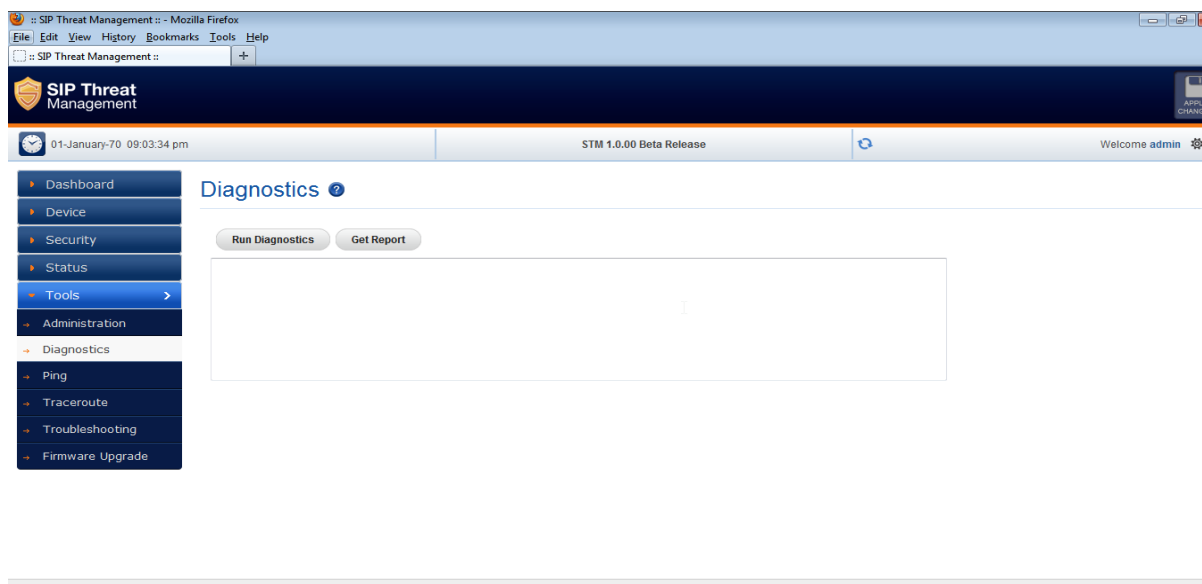 :: SIP Threat Management :: - Mozilla Firefox
File Edit View History Bookmarks Tools Help
:: SIP Threat Management ::
SIP Threat
Management
01-January-70 09:03:34 pm
STM 1.0.00 Beta Release
Welcome admin
Dashboard
Device
Security
Status
Tools
Administration
Diagnostics
Ping
Traceroute
Troubleshooting
Firmware Upgrade
Diagnostics
Run Diagnostics
Get Report